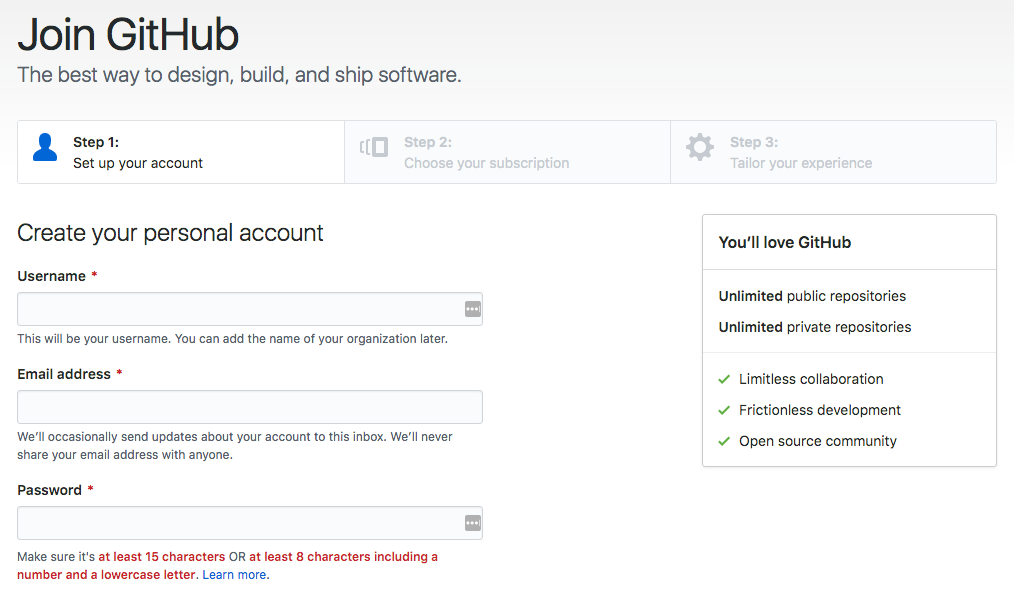 Join GitHub
The best way to design, build, and ship software.
Step 1:
Set up your account
Step 2:
Choose your subscription
Step 3:
Tailor your experience
Create your personal account
Username *
This will be your username. You can add the name of your organization later.
Email address *
We’ll occasionally send updates about your account to this inbox. We’ll never
share your email address with anyone.
Password *
Make sure it's at least 15 characters OR at least 8 characters including a
number and a lowercase letter. Learn more.
You’ll love GitHub
Unlimited public repositories
Unlimited private repositories
Limitless collaboration
Frictionless development
Open source community